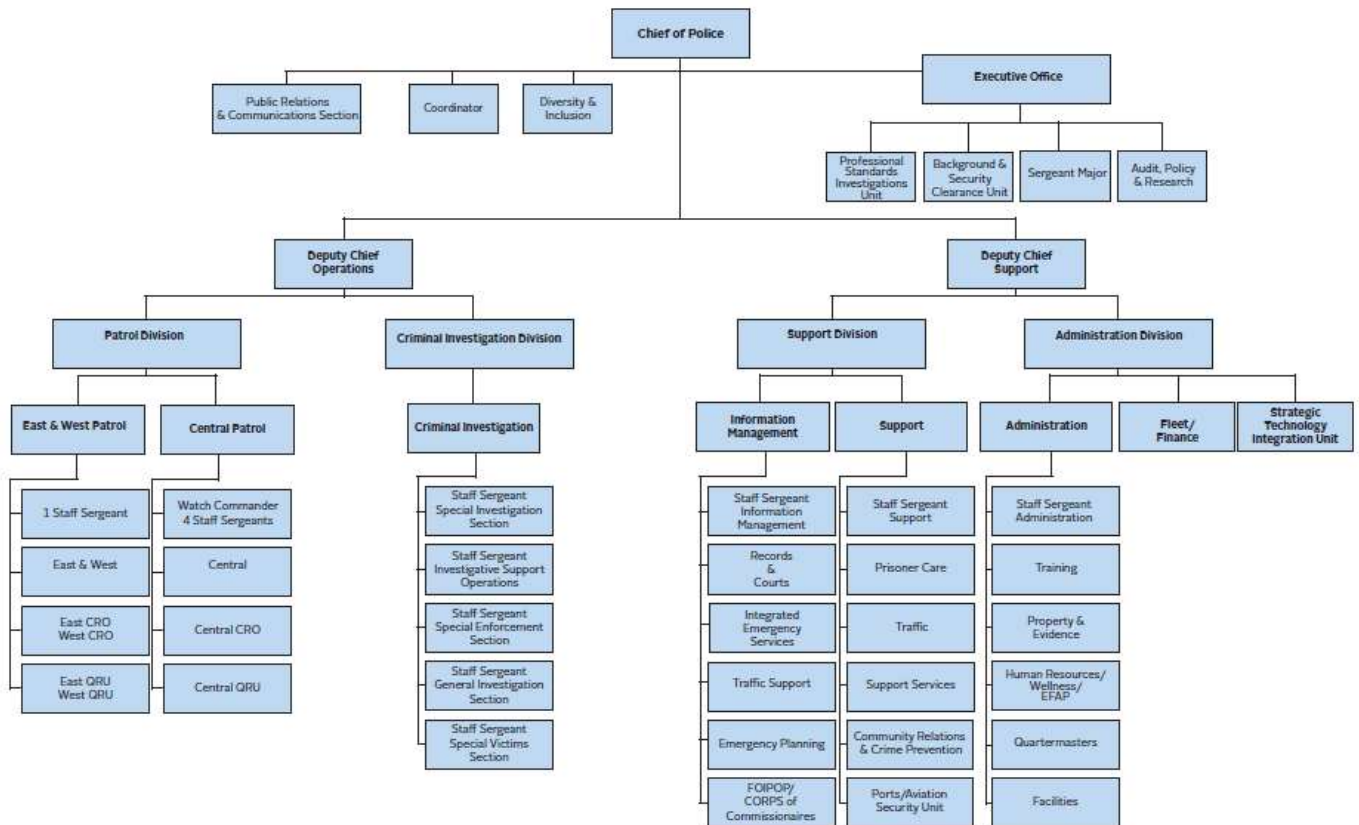 Chief of Police
Executive Office
Public Relations
& Communications Section
Coordinator
Diversity &
Inclusion
Professional
Standards
Investigations
Unit
Background &
Security
Clearance Unit
Sergeant Major
Audit, Policy
& Research
Deputy Chief
Operations
Deputy Chief
Support
Patrol Division
Criminal Investigation Division
Support Division
Administration Division
East & West Patrol
Central Patrol
Criminal Investigation
Information
Management
Support
Administration
Fleet/
Finance
Strategic
Technology
Integration Unit
1 Staff Sergeant
East & West
East CRO
West CRO
East QRU
West QRU
Watch Commander
4 Staff Sergeants
Central
Central CRO
Central QRU
Staff Sergeant
Special Investigation
Section
Staff Sergeant
Investigative Support
Operations
Staff Sergeant
Special Enforcement
Section
Staff Sergeant
General Investigation
Section
Staff Sergeant
Special Victims
Section
Staff Sergeant
Information
Management
Records
&
Courts
Integrated
Emergency
Services
Traffic Support
Emergency Planning
FOIPOP/
CORPS of
Commissionaires
Staff Sergeant
Support
Prisoner Care
Traffic
Support Services
Community Relations
& Crime Prevention
Ports/Aviation
Security Unit
Staff Sergeant
Administration
Training
Property &
Evidence
Human Resources/
Wellness/
EFAP
Quartermasters
Facilities